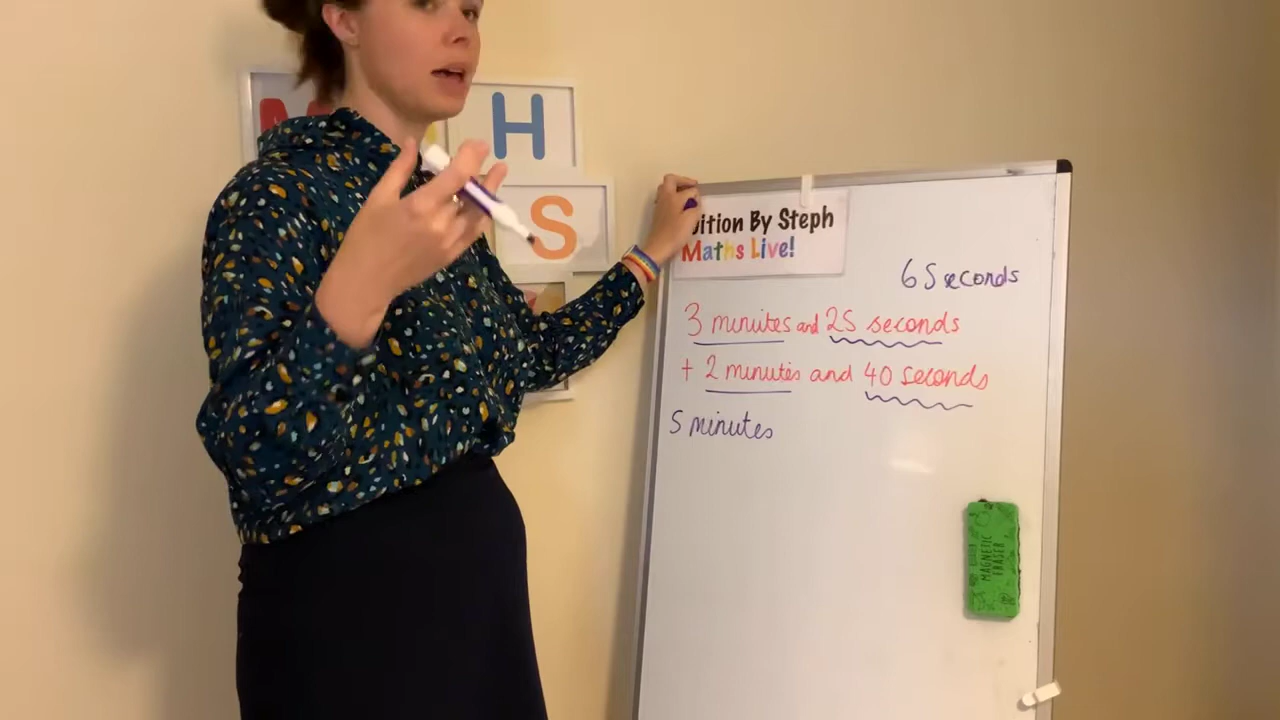 M
H
S
ition By Steph
Maths Live!
65 seconds
3 minutes and 25 seconds
+ 2 minutes and 40 seconds
5 minutes
MAGNETIC
ERASER